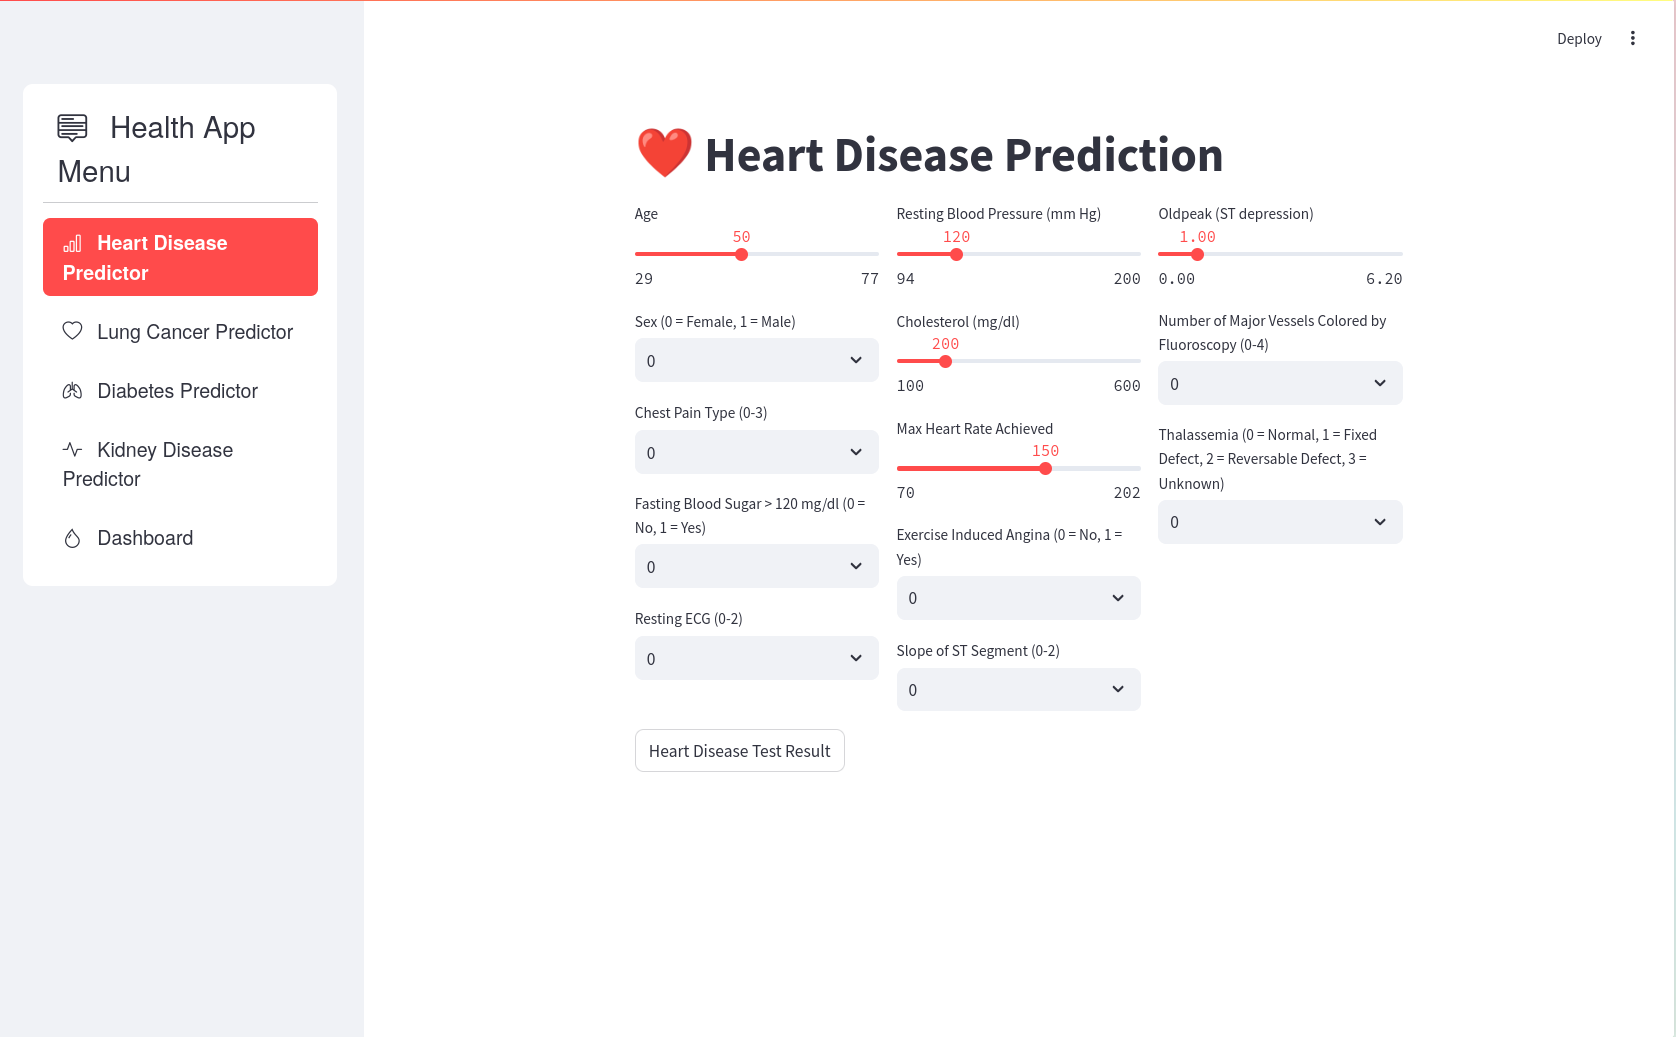 Deploy
Health App
Menu
Heart Disease
Predictor
Lung Cancer Predictor
Diabetes Predictor
Kidney Disease
Predictor
Dashboard
Heart Disease Prediction
Age
50
29 77
Sex (0 = Female, 1 = Male)
0
Chest Pain Type (0-3)
0
Fasting Blood Sugar > 120 mg/dl (0 =
No, 1 = Yes)
0
Resting ECG (0-2)
0
Resting Blood Pressure (mm Hg)
120
94 200
Cholesterol (mg/dl)
200
100 600
Max Heart Rate Achieved
150
70 202
Exercise Induced Angina (0 = No, 1 =
Yes)
0
Slope of ST Segment (0-2)
0
Oldpeak (ST depression)
1.00
0.00 6.20
Number of Major Vessels Colored by
Fluoroscopy (0-4)
0
Thalassemia (0 = Normal, 1 = Fixed
Defect, 2 = Reversable Defect, 3 =
Unknown)
0
Heart Disease Test Result